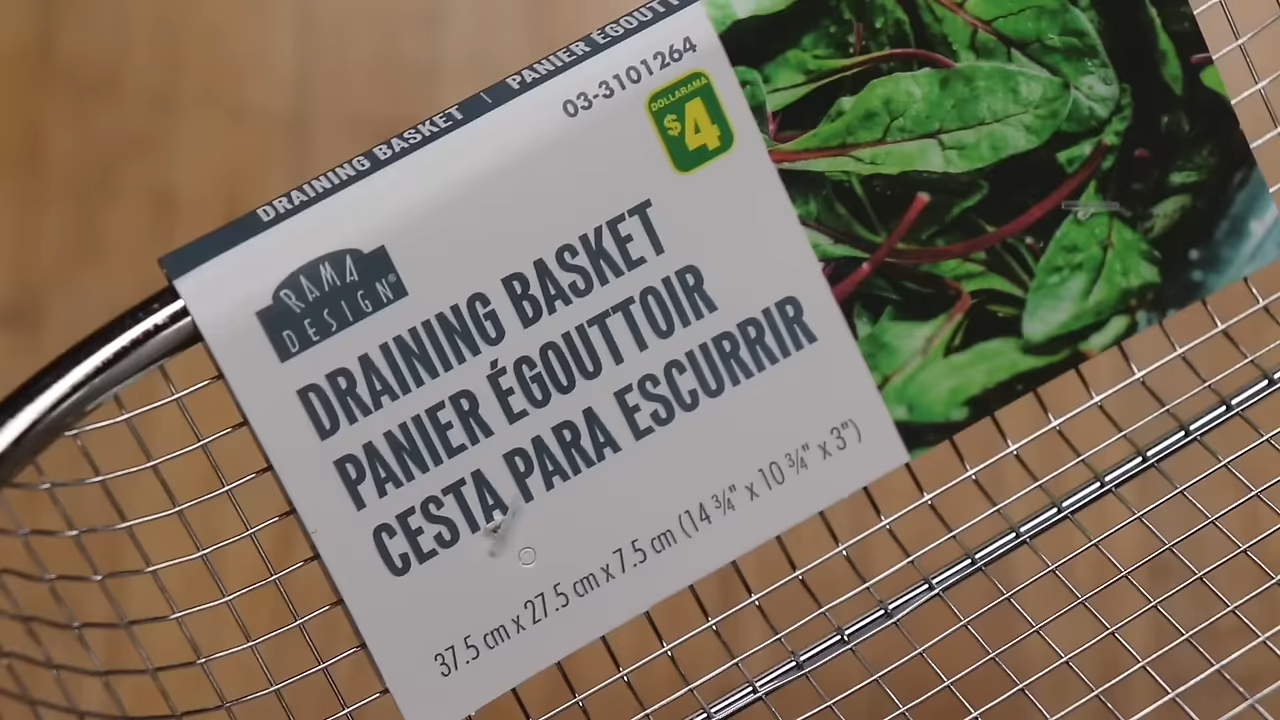 DRAINING BASKET | PANIER ÉGOUTT
03-3101264
DOLLARAMA
$4
RAMA
DESIGN®
DRAINING BASKET
PANIER ÉGOUTTOIR
CESTA PARA ESCURRIR
37.5 cm x 27.5 cm x 7.5 cm (14 ¾" x 10 ¾" x 3")